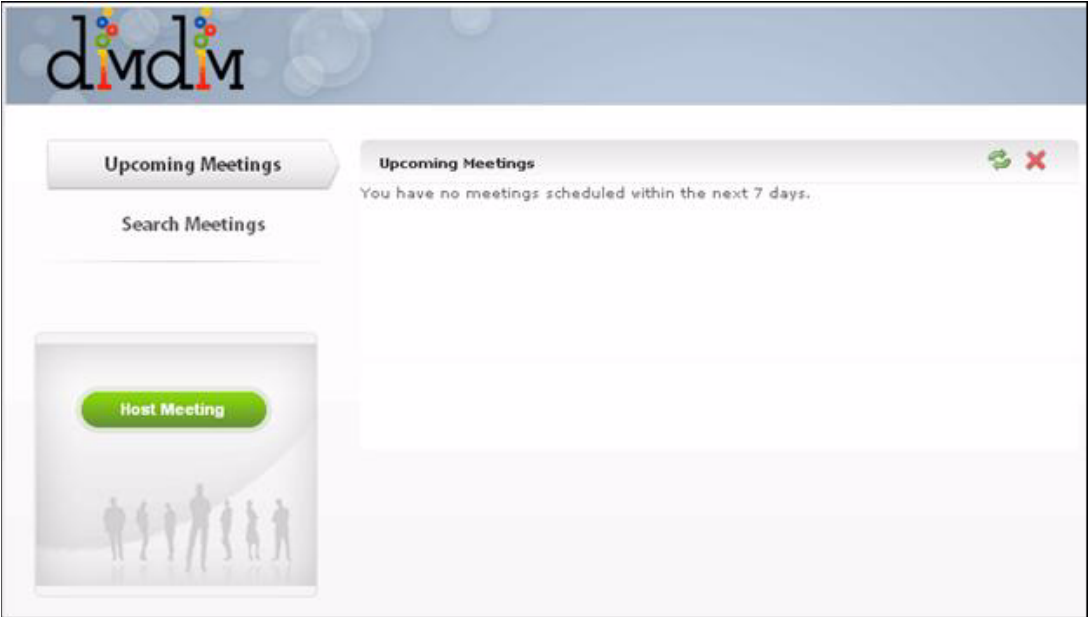 dimdim
Upcoming Meetings
Search Meetings
Host Meeting
Upcoming Meetings
You have no meetings scheduled within the next 7 days.